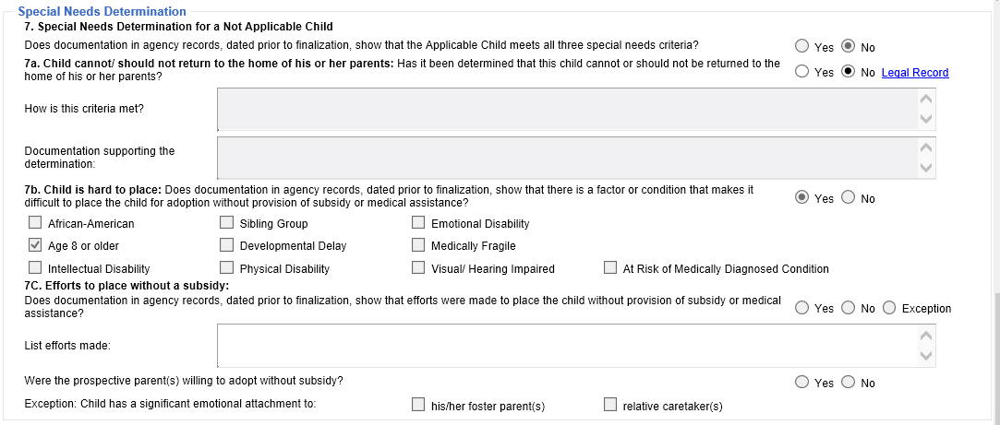 Special Needs Determination
7. Special Needs Determination for a Not Applicable Child
Does documentation in agency records, dated prior to finalization, show that the Applicable Child meets all three special needs criteria? Yes No
7a. Child cannot/ should not return to the home of his or her parents: Has it been determined that this child cannot or should not be returned to the
home of his or her parents? Yes No Legal Record
How is this criteria met?
Documentation supporting the
determination:
7b. Child is hard to place: Does documentation in agency records, dated prior to finalization, show that there is a factor or condition that makes it
difficult to place the child for adoption without provision of subsidy or medical assistance? Yes No
African-American Sibling Group Emotional Disability
Age 8 or older Developmental Delay Medically Fragile
Intellectual Disability Physical Disability Visual/ Hearing Impaired At Risk of Medically Diagnosed Condition
7C. Efforts to place without a subsidy:
Does documentation in agency records, dated prior to finalization, show that efforts were made to place the child without provision of subsidy or medical
assistance? Yes No Exception
List efforts made:
Were the prospective parent(s) willing to adopt without subsidy? Yes No
Exception: Child has a significant emotional attachment to: his/her foster parent(s) relative caretaker(s)